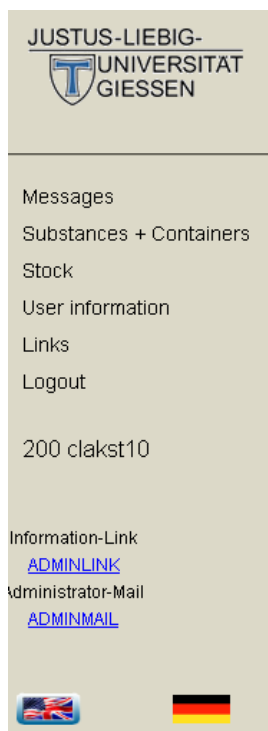 JUSTUS-LIEBIG-
UNIVERSITÄT
GIESSEN
Messages
Substances + Containers
Stock
User information
Links
Logout
200 clakst10
Information-Link
ADMINLINK
Administrator-Mail
ADMINMAIL